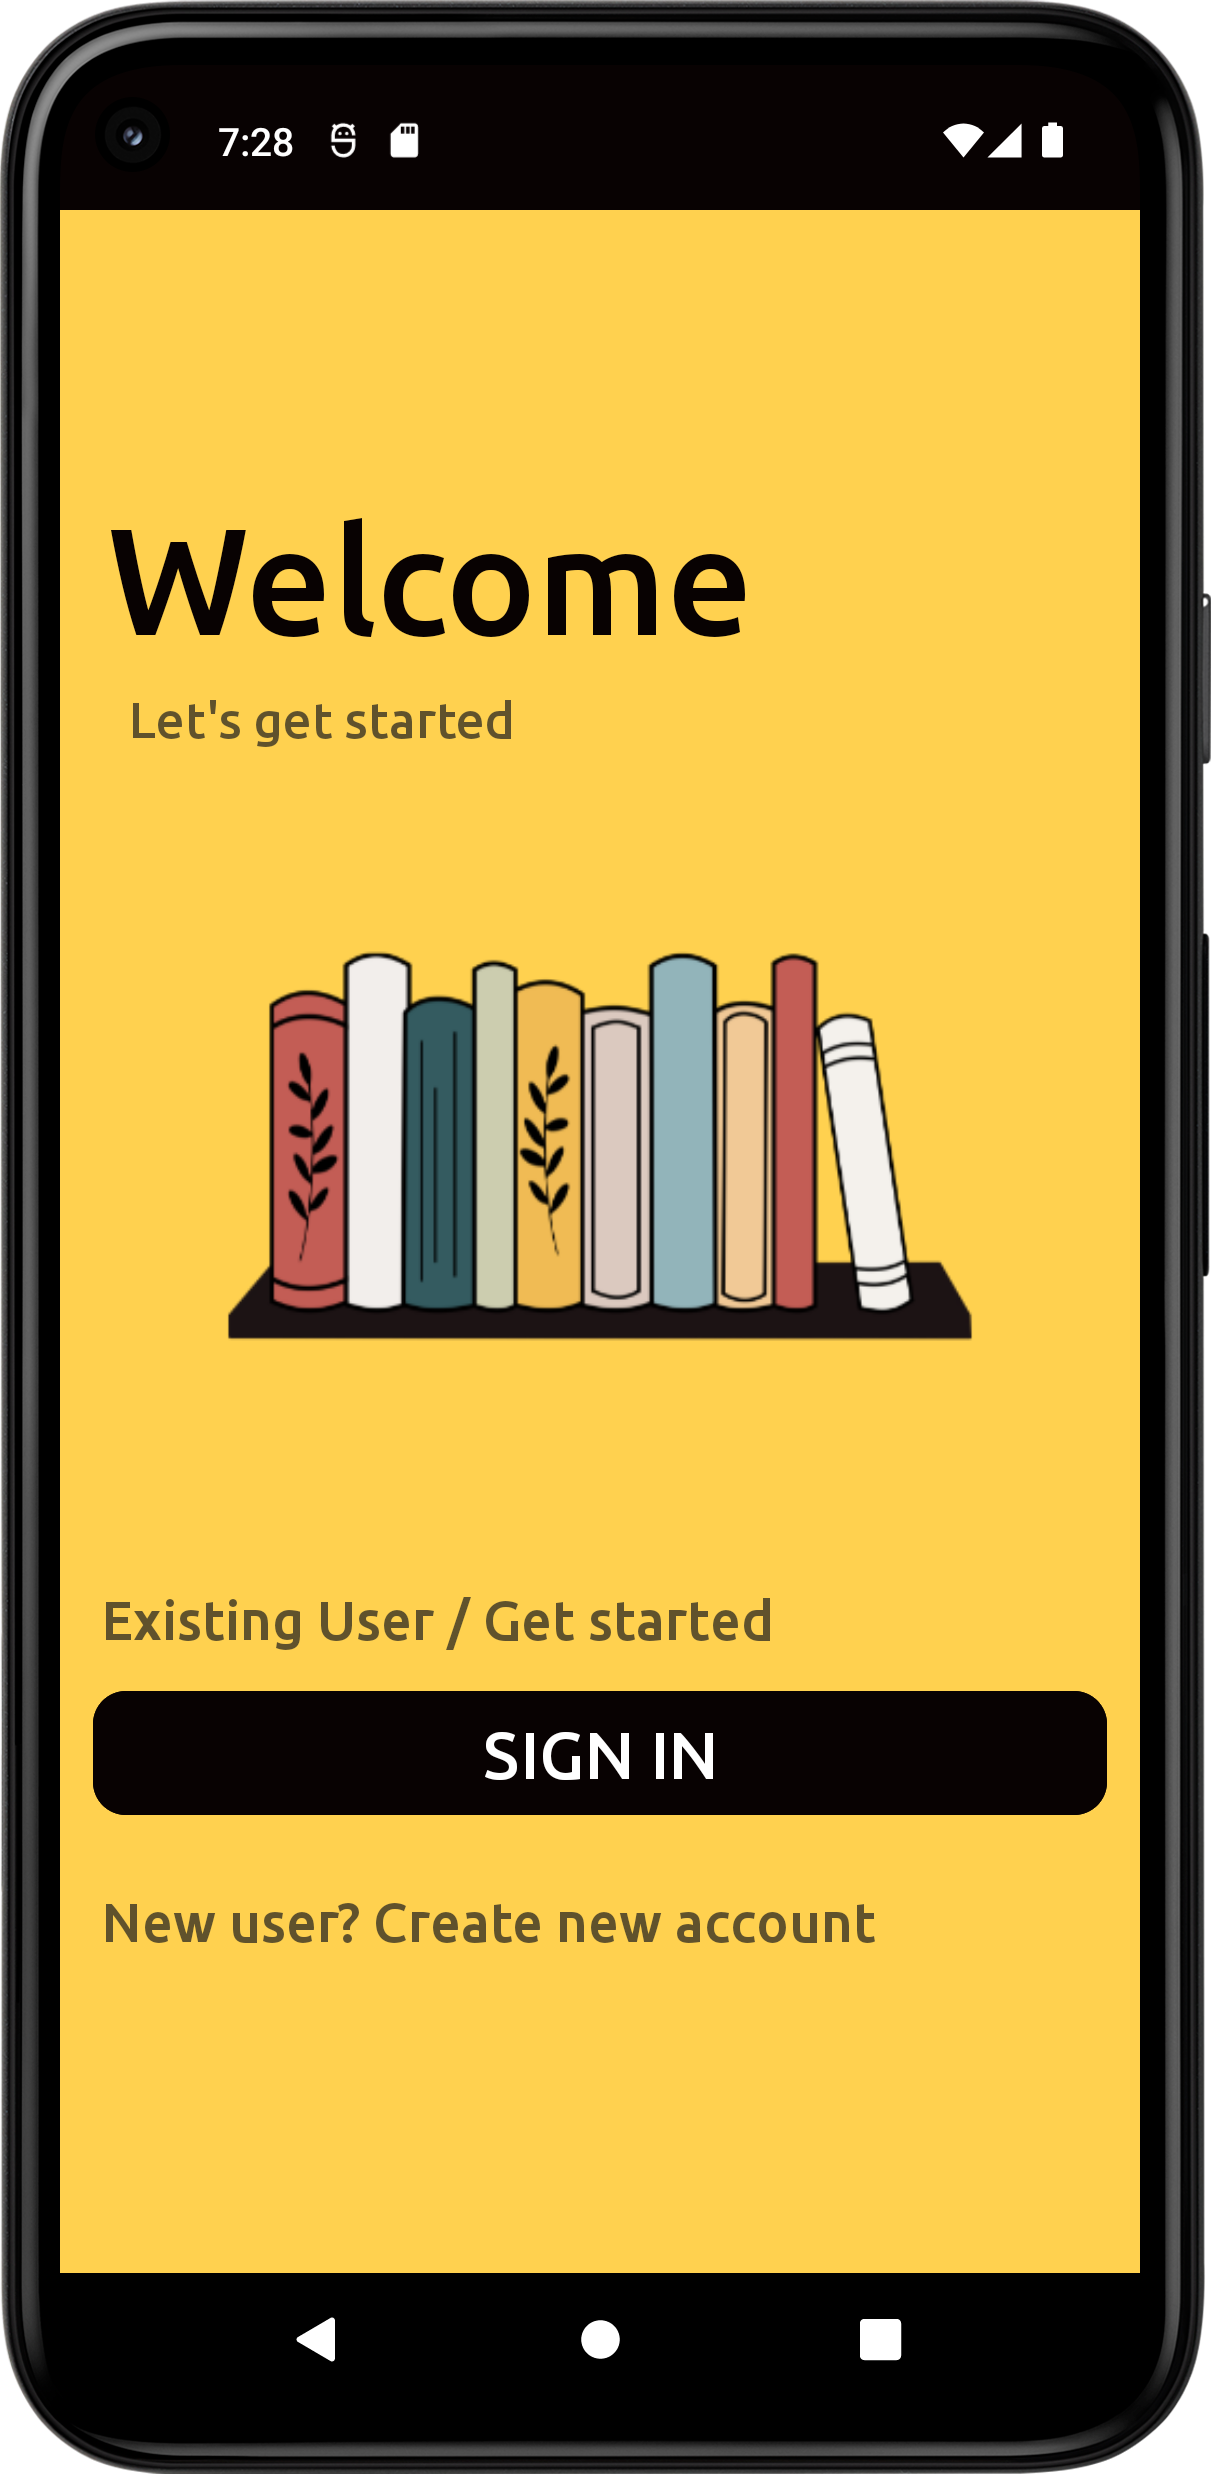 7:28
Welcome
Let's get started
Existing User / Get started
SIGN IN
New user? Create new account